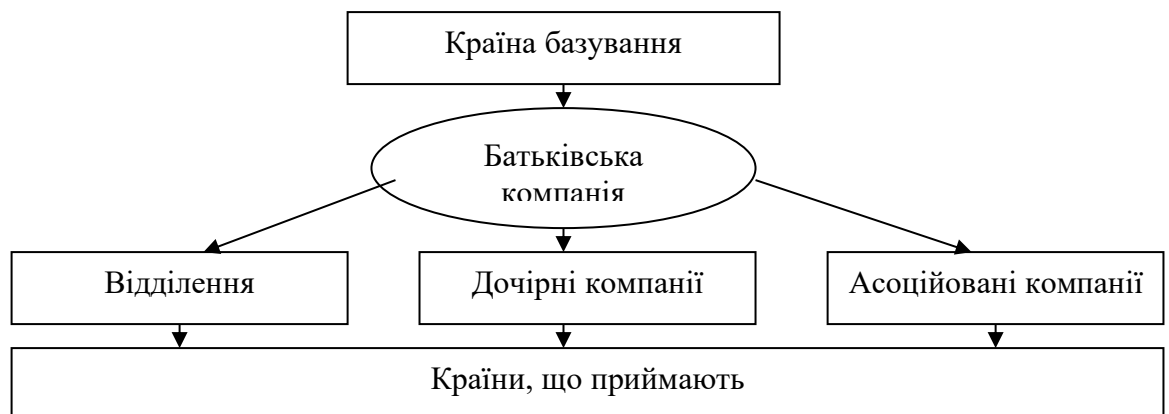 Країна базування
Батьківська
компанія
Відділення
Дочірні компанії
Асоційовані компанії
Країни, що приймають